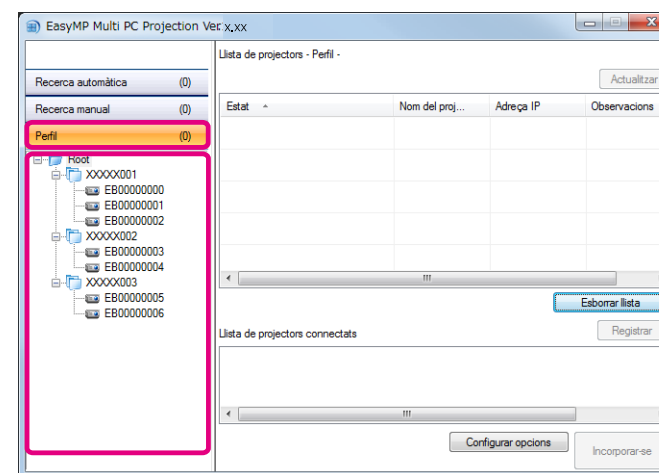 EasyMP Multi PC Projection Ver. x.xx
Llista de projectors - Perfil -
Recerca automàtica (0)
Actualitzar
Recerca manual (0)
Estat Nom del proj... Adreça IP Observacions
Perfil (0)
Root
XXXXX001
EB00000000
EB00000001
EB00000002
XXXXX002
EB00000003
EB00000004
XXXXX003
EB00000005
EB00000006
Esborrar llista
Llista de projectors connectats
Registrar
Configurar opcions
Incorporar-se